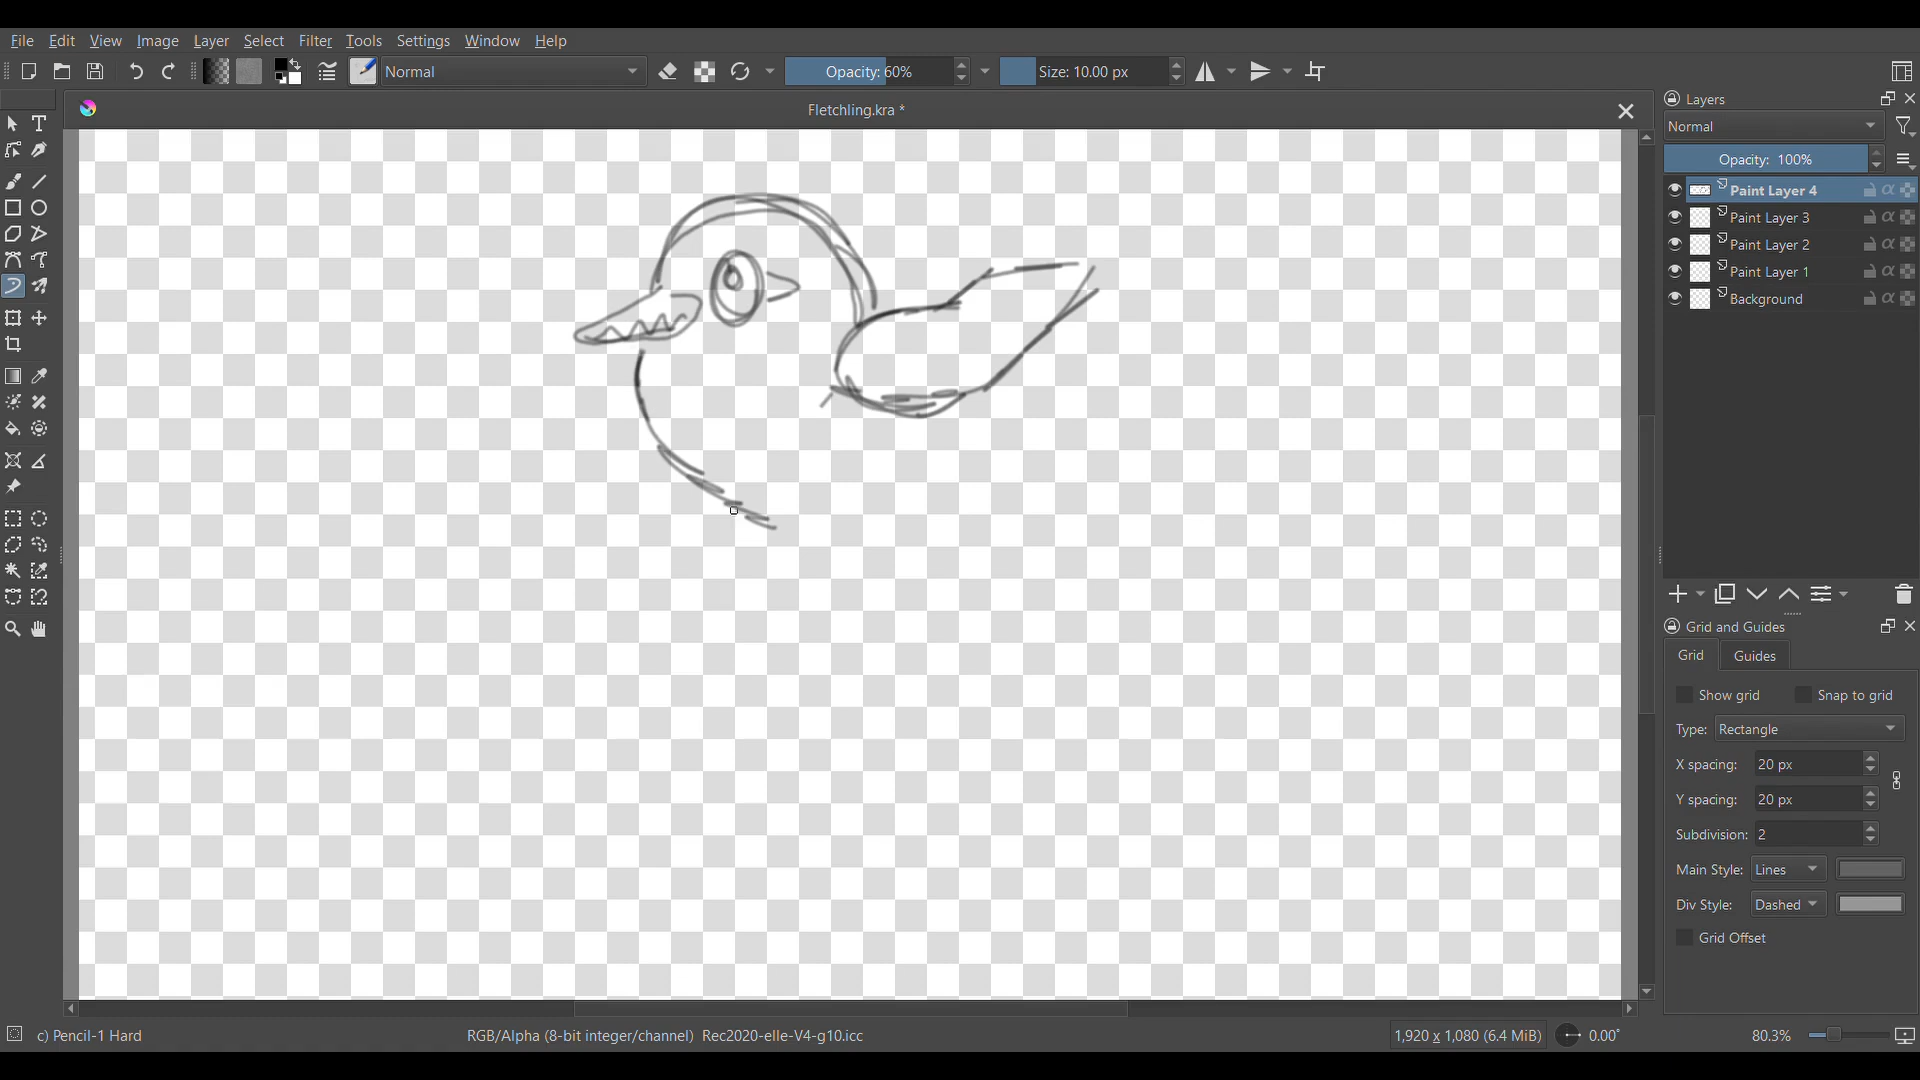 File Edit View Image Layer Select Filter Tools Settings Window Help
Normal
Opacity: 60%
Size: 10.00 px
Fletchling.kra *
Layers
Normal
Opacity: 100%
Paint Layer 4
Paint Layer 3
Paint Layer 2
Paint Layer 1
Background
Grid and Guides
Grid Guides
Show grid Snap to grid
Type: Rectangle
X spacing: 20 px
Y spacing: 20 px
Subdivision: 2
Main Style: Lines
Div Style: Dashed
Grid Offset
c) Pencil-1 Hard
RGB/Alpha (8-bit integer/channel) Rec2020-elle-V4-g10.icc
1,920 x 1,080 (6.4 MiB)
0.00°
80.3%